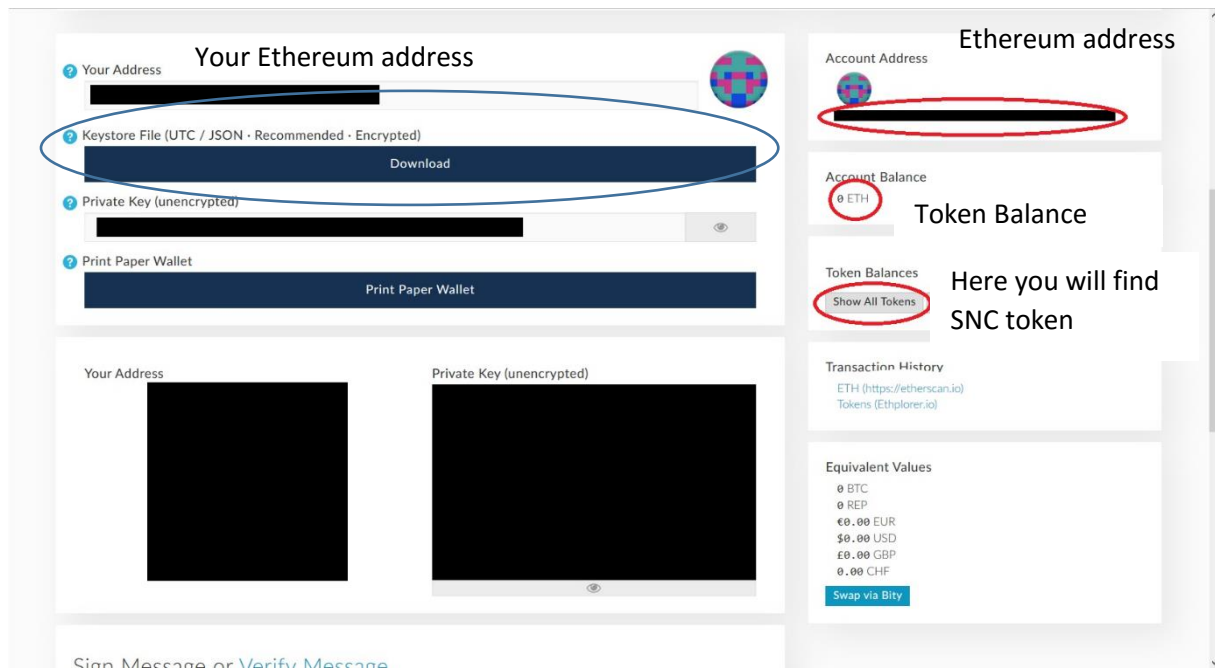 Your Ethereum address
Your Address
Keystore File (UTC / JSON · Recommended · Encrypted)
Download
Private Key (unencrypted)
Print Paper Wallet
Print Paper Wallet
Your Address
Private Key (unencrypted)
Sign Message or Verify Message
Ethereum address
Account Address
Account Balance
0 ETH
Token Balance
Token Balances
Show All Tokens
Here you will find
SNC token
Transaction History
ETH (https://etherscan.io)
Tokens (Ethplorer.io)
Equivalent Values
0 BTC
0 REP
€0.00 EUR
$0.00 USD
£0.00 GBP
0.00 CHF
Swap via Bity